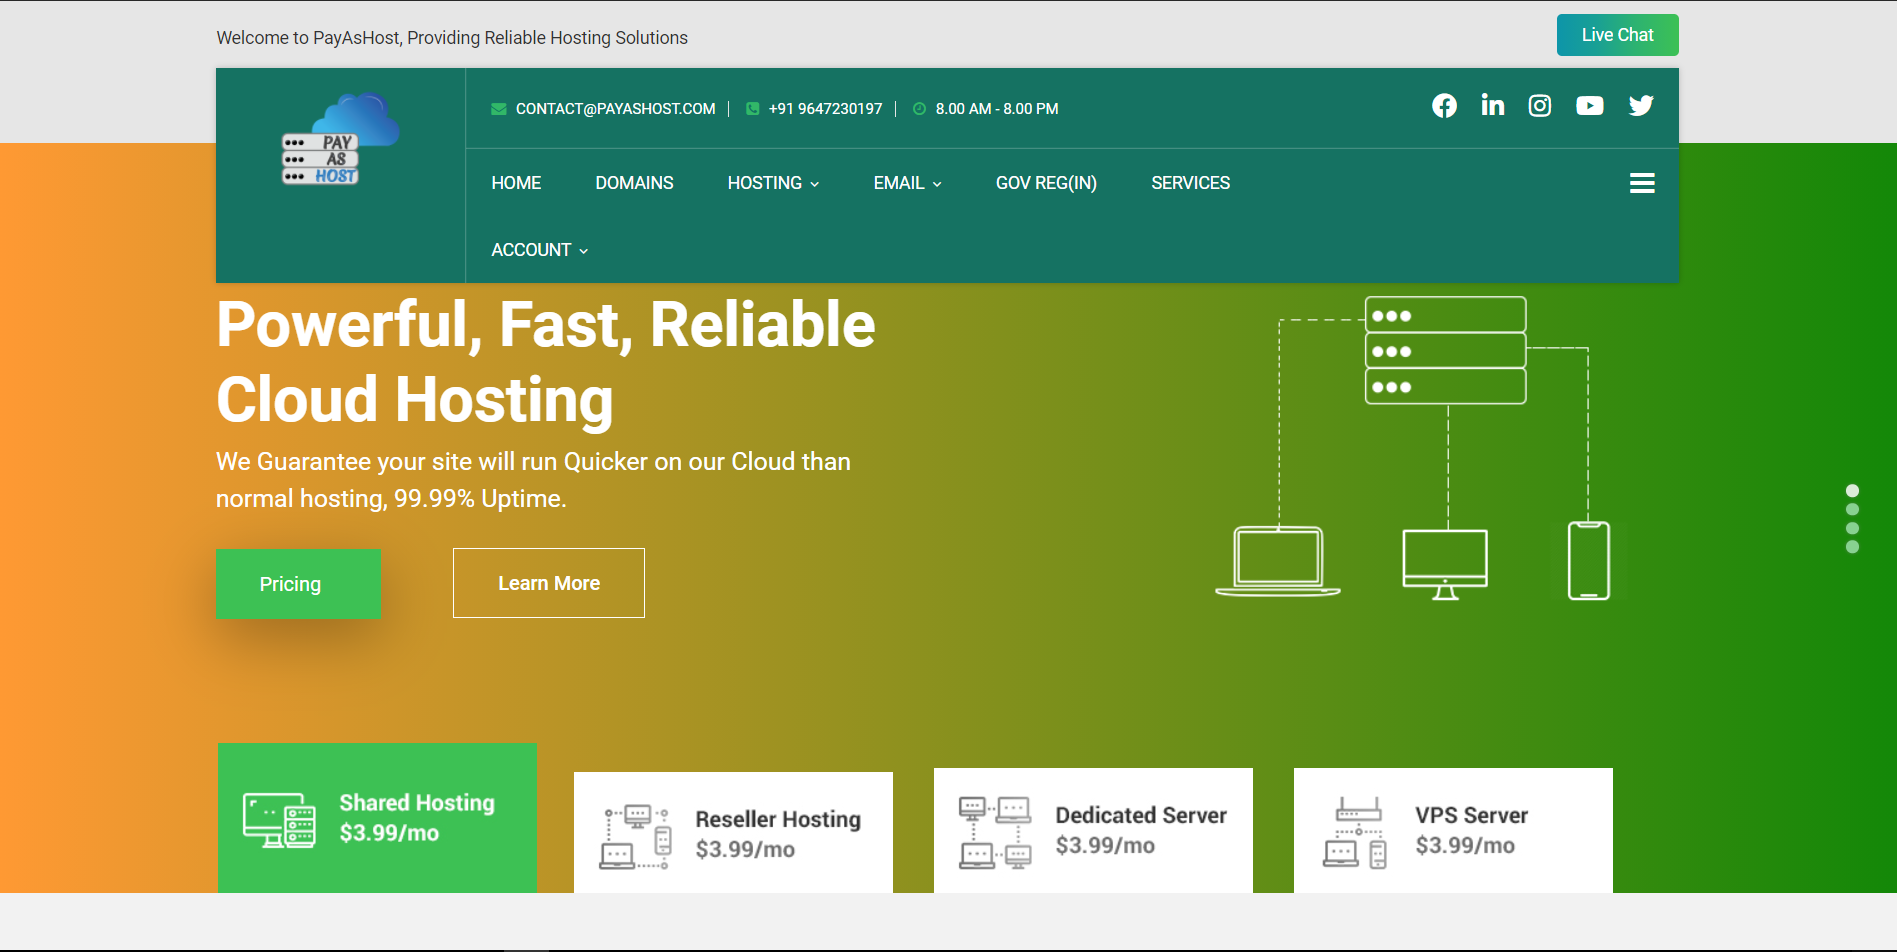 Welcome to PayAsHost, Providing Reliable Hosting Solutions
Live Chat
PAY
AS
HOST
CONTACT@PAYASHOST.COM
+91 9647230197
8.00 AM - 8.00 PM
HOME
DOMAINS
HOSTING
EMAIL
GOV REG(IN)
SERVICES
ACCOUNT
Powerful, Fast, Reliable
Cloud Hosting
We Guarantee your site will run Quicker on our Cloud than
normal hosting, 99.99% Uptime.
Pricing
Learn More
Shared Hosting
$3.99/mo
Reseller Hosting
$3.99/mo
Dedicated Server
$3.99/mo
VPS Server
$3.99/mo